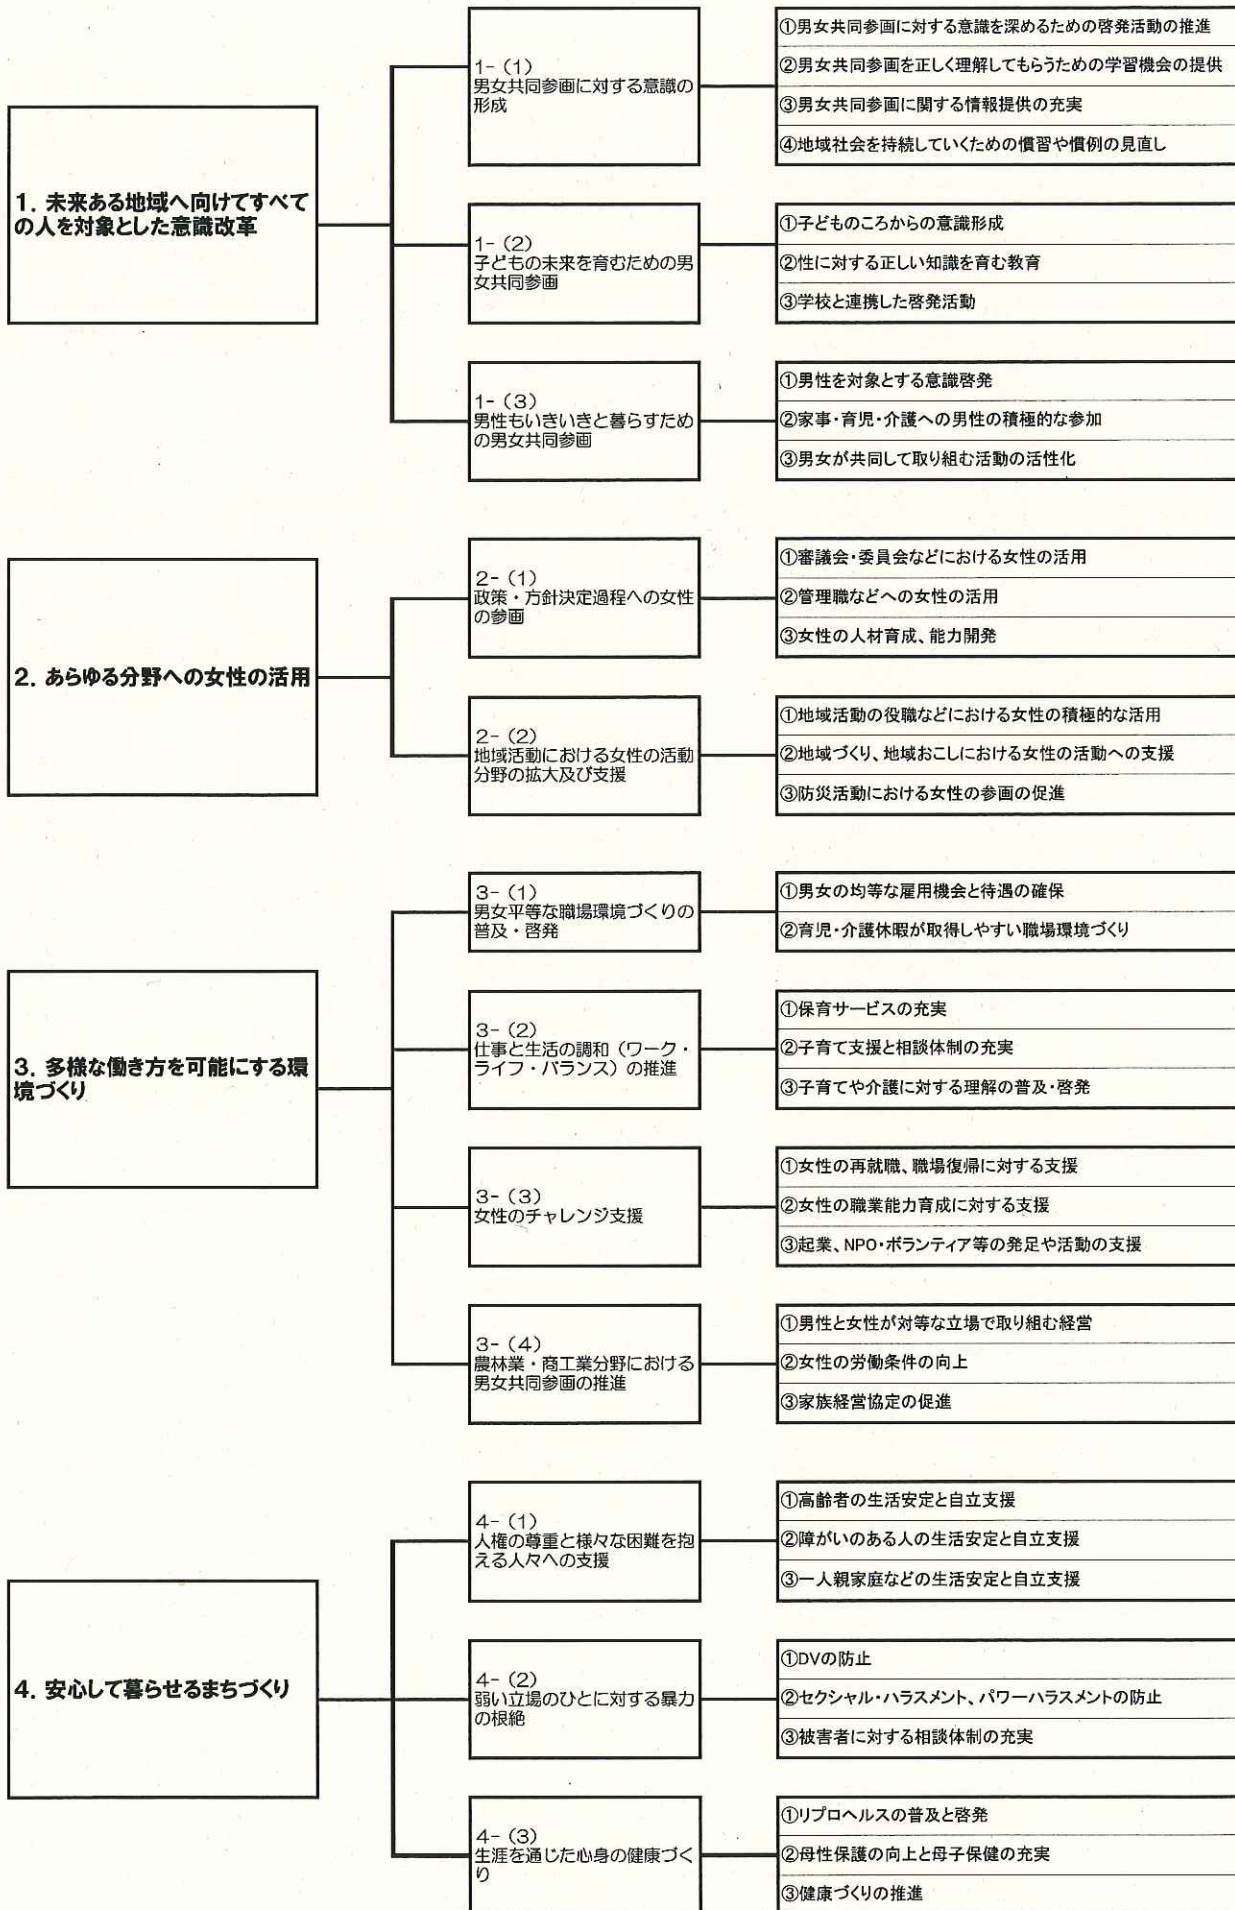 1. 未来ある地域へ向けてすべて
の人を対象とした意識改革
1-（1）
男女共同参画に対する意識の
形成
①男女共同参画に対する意識を深めるための啓発活動の推進
②男女共同参画を正しく理解してもらうための学習機会の提供
③男女共同参画に関する情報提供の充実
④地域社会を持続していくための慣習や慣例の見直し
1-（2）
子どもの未来を育むための男
女共同参画
①子どものころからの意識形成
②性に対する正しい知識を育む教育
③学校と連携した啓発活動
1-（3）
男性もいきいきと暮らすため
の男女共同参画
①男性を対象とする意識啓発
②家事・育児・介護への男性の積極的な参加
③男女が共同して取り組む活動の活性化
2. あらゆる分野への女性の活用
2-（1）
政策・方針決定過程への女性
の参画
①審議会・委員会などにおける女性の活用
②管理職などへの女性の活用
③女性の人材育成、能力開発
2-（2）
地域活動における女性の活動
分野の拡大及び支援
①地域活動の役職などにおける女性の積極的な活用
②地域づくり、地域おこしにおける女性の活動への支援
③防災活動における女性の参画の促進
3. 多様な働き方を可能にする環
境づくり
3-（1）
男女平等な職場環境づくりの
普及・啓発
①男女の均等な雇用機会と待遇の確保
②育児・介護休暇が取得しやすい職場環境づくり
3-（2）
仕事と生活の調和（ワーク・
ライフ・バランス）の推進
①保育サービスの充実
②子育て支援と相談体制の充実
③子育てや介護に対する理解の普及・啓発
3-（3）
女性のチャレンジ支援
①女性の再就職、職場復帰に対する支援
②女性の職業能力育成に対する支援
③起業、NPO・ボランティア等の発足や活動の支援
3-（4）
農林業・商工業分野における
男女共同参画の推進
①男性と女性が対等な立場で取り組む経営
②女性の労働条件の向上
③家族経営協定の促進
4. 安心して暮らせるまちづくり
4-（1）
人権の尊重と様々な困難を抱
える人々への支援
①高齢者の生活安定と自立支援
②障がいのある人の生活安定と自立支援
③一人親家庭などの生活安定と自立支援
4-（2）
弱い立場のひとに対する暴力
の根絶
①DVの防止
②セクシャル・ハラスメント、パワーハラスメントの防止
③被害者に対する相談体制の充実
4-（3）
生涯を通じた心身の健康づく
り
①リプロヘルスの普及と啓発
②母性保護の向上と母子保健の充実
③健康づくりの推進